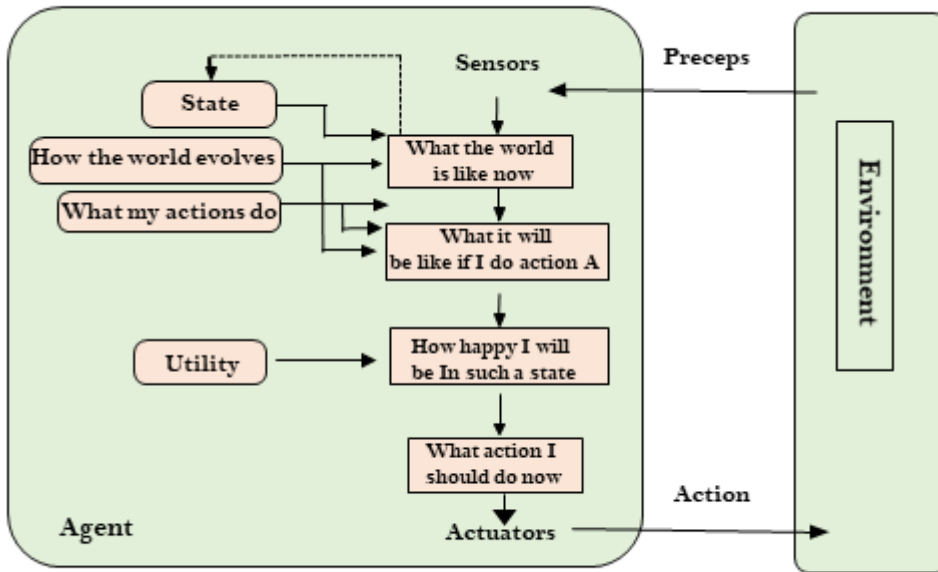 Sensors
Preceps
State
How the world evolves
What the world
is like now
What my actions do
What it will
be like if I do action A
Environment
Utility
How happy I will
be In such a state
What action I
should do now
Action
Agent
Actuators